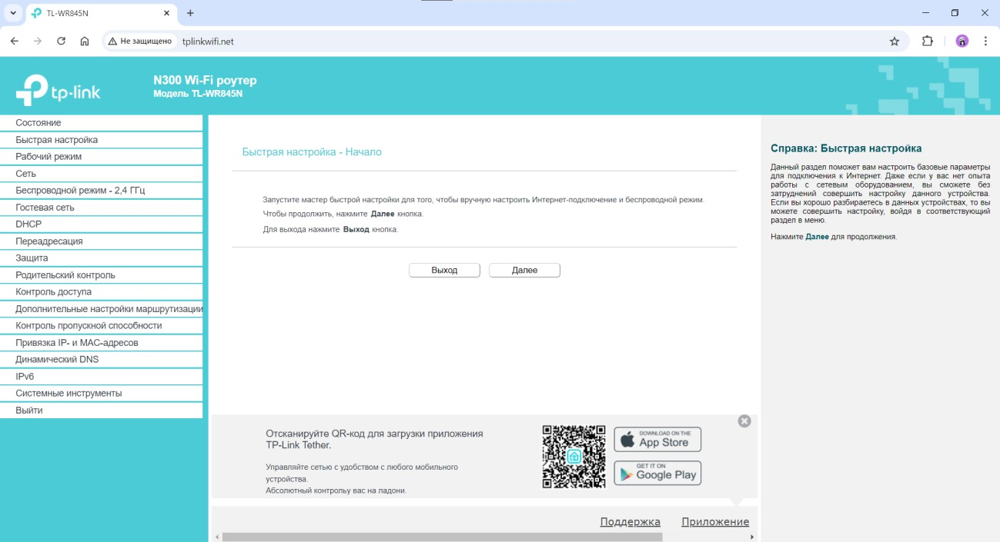 TL-WR845N
Не защищено
tplinkwifi.net
tp-link
N300 Wi-Fi роутер
Модель TL-WR845N
Состояние
Быстрая настройка
Рабочий режим
Сеть
Беспроводной режим - 2,4 ГГц
Гостевая сеть
DHCP
Переадресация
Защита
Родительский контроль
Контроль доступа
Дополнительные настройки маршрутизации
Контроль пропускной способности
Привязка IP- и MAC-адресов
Динамический DNS
IPv6
Системные инструменты
Выйти
Быстрая настройка - Начало
Запустите мастер быстрой настройки для того, чтобы вручную настроить Интернет-подключение и беспроводной режим.
Чтобы продолжить, нажмите Далее кнопка.
Для выхода нажмите Выход кнопка.
Выход
Далее
Отсканируйте QR-код для загрузки приложения
TP-Link Tether.
Управляйте сетью с удобством с любого мобильного
устройства.
Абсолютный контрольу вас на ладони.
DOWNLOAD ON THE
App Store
GET IT ON
Google Play
Поддержка
Приложение
Справка: Быстрая настройка
Данный раздел поможет вам настроить базовые параметры
для подключения к Интернет. Даже если у вас нет опыта
работы с сетевым оборудованием, вы сможете без
затруднений совершить настройку данного устройства.
Если вы хорошо разбираетесь в данных устройствах, то вы
можете совершить настройку, войдя в соответствующий
раздел в меню.
Нажмите Далее для продолжения.